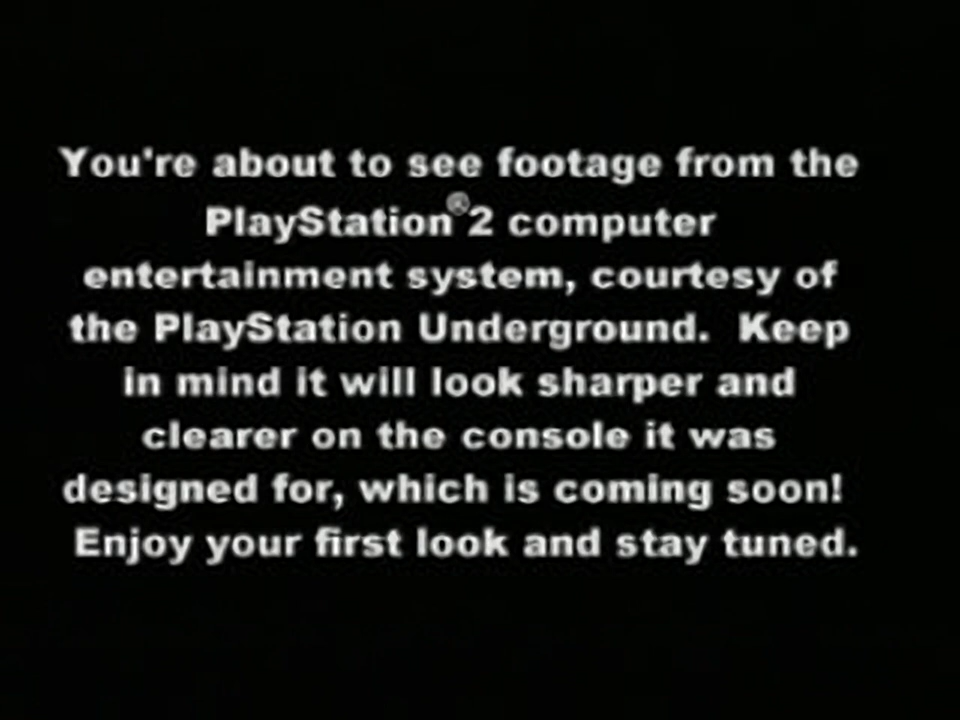 You're about to see footage from the
PlayStation®2 computer
entertainment system, courtesy of
the PlayStation Underground.  Keep
in mind it will look sharper and
clearer on the console it was
designed for, which is coming soon!
Enjoy your first look and stay tuned.